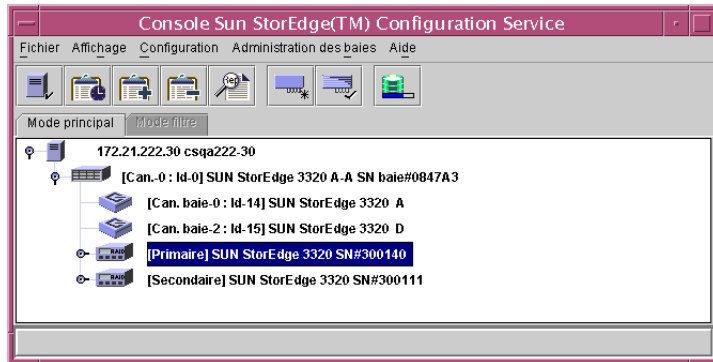 Console Sun StorEdge(TM) Configuration Service
Fichier Affichage Configuration Administration des baies Aide
Mode principal Mode filtre
172.21.222.30 csqa222-30
[Can.-0 : Id-0] SUN StorEdge 3320 A-A SN baie#0847A3
[Can. baie-0 : Id-14] SUN StorEdge 3320 A
[Can. baie-2 : Id-15] SUN StorEdge 3320 D
RAID [Primaire] SUN StorEdge 3320 SN#300140
RAID [Secondaire] SUN StorEdge 3320 SN#300111